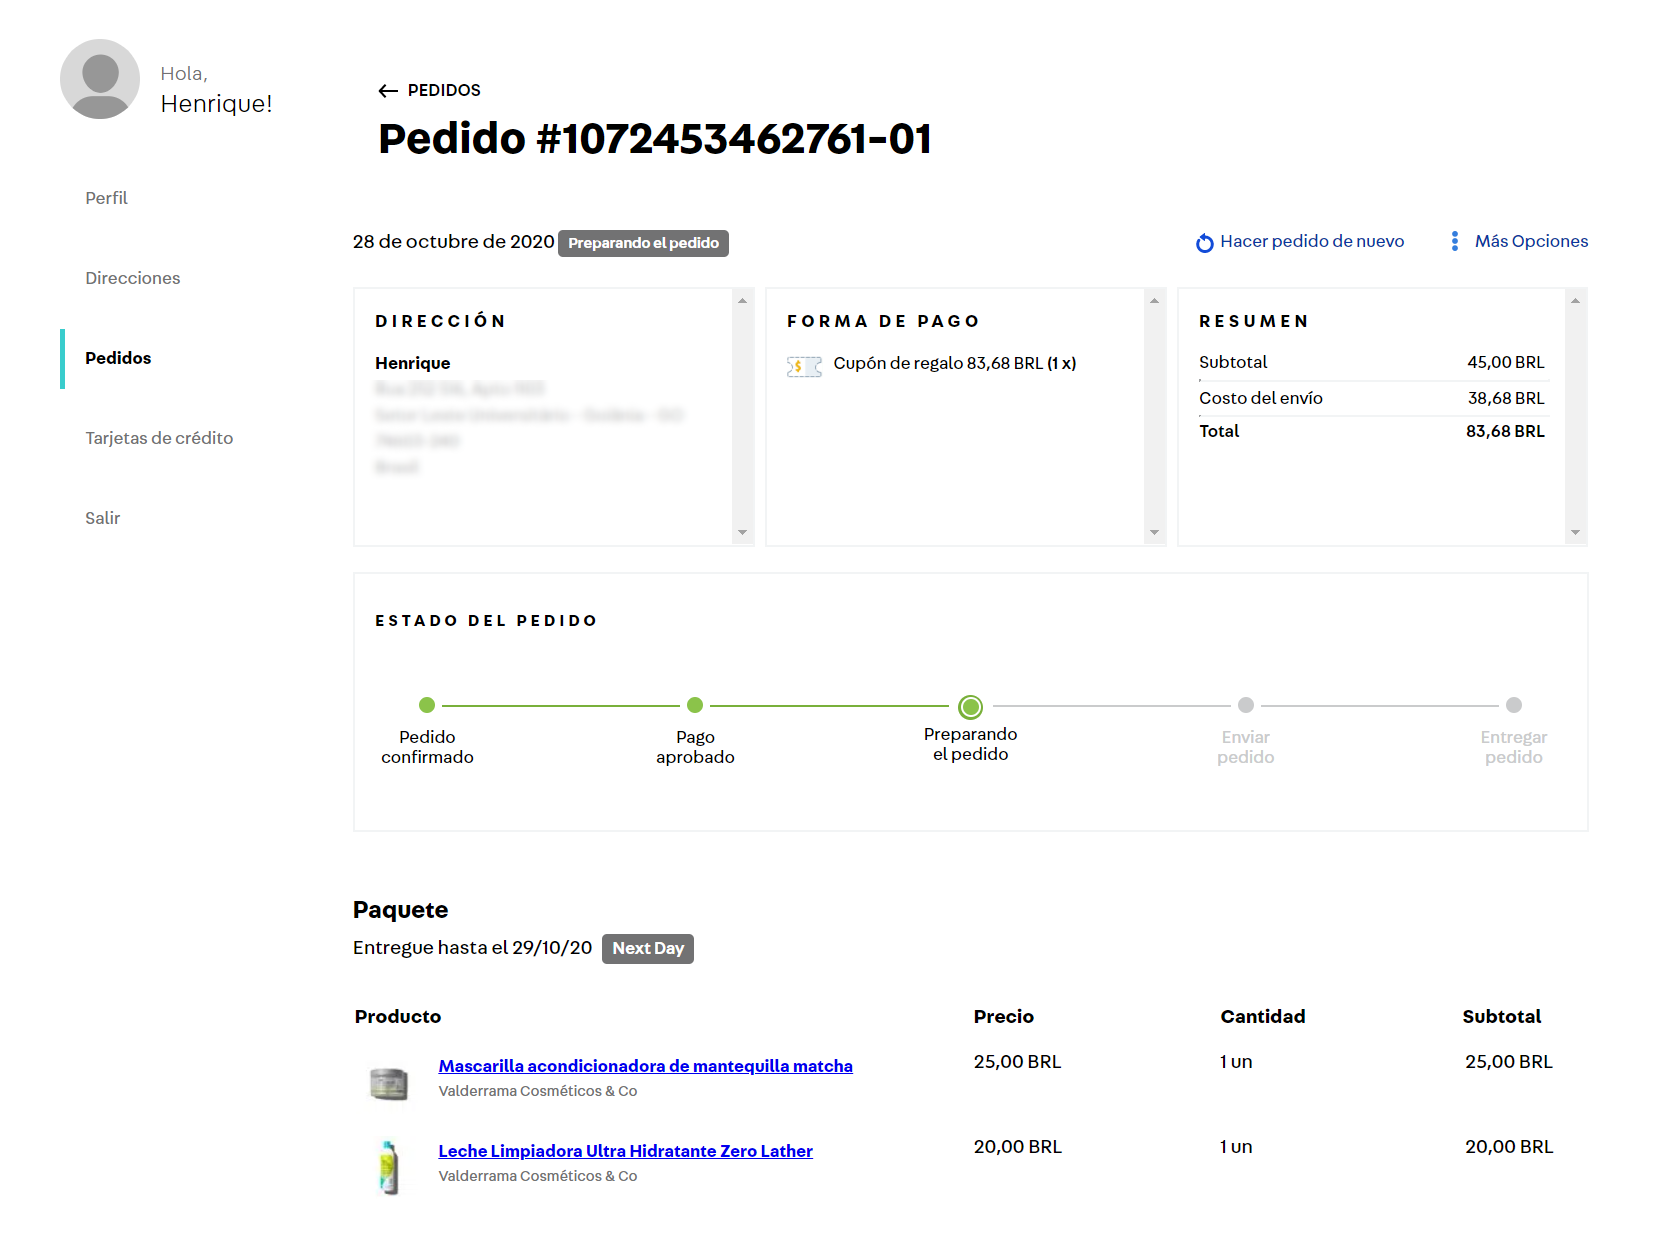 Hola,
Henrique!
Perfil
Direcciones
Pedidos
Tarjetas de crédito
Salir
PEDIDOS
Pedido #1072453462761-01
28 de octubre de 2020 Preparando el pedido
Hacer pedido de nuevo
Más Opciones
DIRECCIÓN
Henrique
FORMA DE PAGO
Cupón de regalo 83,68 BRL (1 x)
RESUMEN
Subtotal 45,00 BRL
Costo del envío 38,68 BRL
Total 83,68 BRL
ESTADO DEL PEDIDO
Pedido
confirmado
Pago
aprobado
Preparando
el pedido
Enviar
pedido
Entregar
pedido
Paquete
Entregue hasta el 29/10/20 Next Day
Producto Precio Cantidad Subtotal
Mascarilla acondicionadora de mantequilla matcha 25,00 BRL 1 un 25,00 BRL
Valderrama Cosméticos & Co
Leche Limpiadora Ultra Hidratante Zero Lather 20,00 BRL 1 un 20,00 BRL
Valderrama Cosméticos & Co